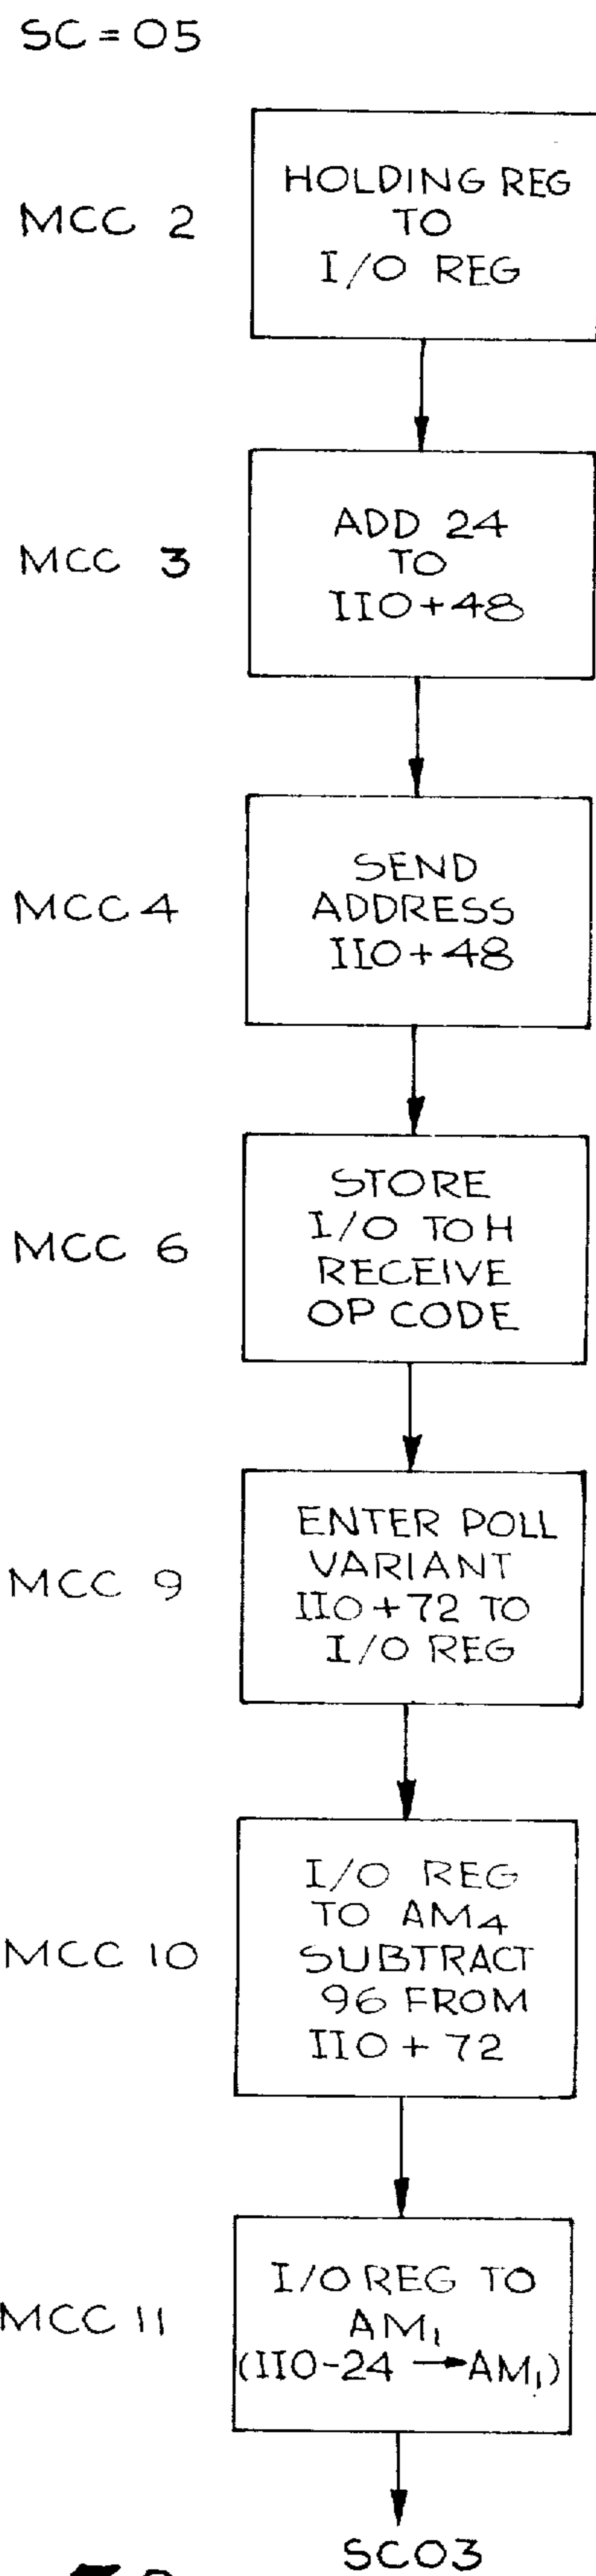 SC = 05
MCC 2
HOLDING REG
TO
I/O REG
MCC 3
ADD 24
TO
IIO+48
MCC 4
SEND
ADDRESS
IIO+48
MCC 6
STORE
I/O TO H
RECEIVE
OP CODE
MCC 9
ENTER POLL
VARIANT
IIO+72 TO
I/O REG
MCC 10
I/O REG
TO AM4
SUBTRACT
96 FROM
IIO + 72
MCC 11
I/O REG TO
AM1
(IIO-24 → AM1)
SC03